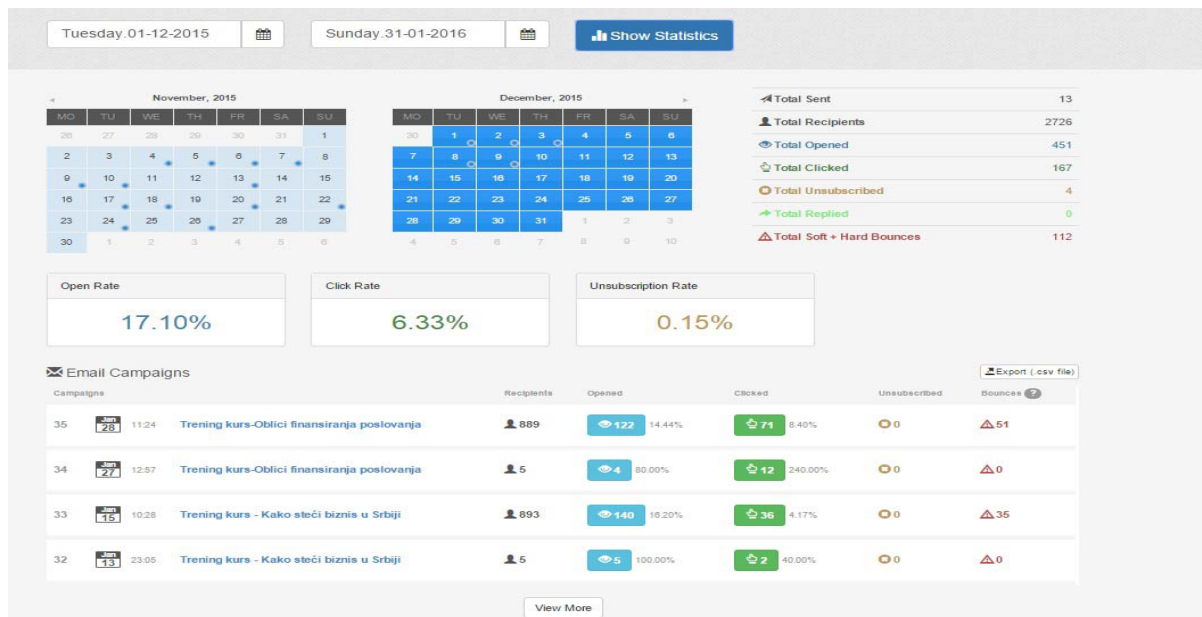 Tuesday.01-12-2015 Sunday.31-01-2016 Show Statistics
November, 2015
MO TU WE TH FR SA SU
26 27 28 29 30 31 1
2 3 4 5 6 7 8
9 10 11 12 13 14 15
16 17 18 19 20 21 22
23 24 25 26 27 28 29
30 1 2 3 4 5 6
December, 2015
MO TU WE TH FR SA SU
30 1 2 3 4 5 6
7 8 9 10 11 12 13
14 15 16 17 18 19 20
21 22 23 24 25 26 27
28 29 30 31 1 2 3
4 5 6 7 8 9 10
Total Sent 13
Total Recipients 2726
Total Opened 451
Total Clicked 167
Total Unsubscribed 4
Total Replied 0
Total Soft + Hard Bounces 112
Open Rate
17.10%
Click Rate
6.33%
Unsubscription Rate
0.15%
Email Campaigns
Export (.csv file)
Campaigns Recipients Opened Clicked Unsubscribed Bounces ?
35 Jan 28 11:24 Trening kurs-Oblici finansiranja poslovanja 889 122 14.44% 71 8.40% 0 51
34 Jan 27 12:57 Trening kurs-Oblici finansiranja poslovanja 5 4 80.00% 12 240.00% 0 0
33 Jan 15 10:28 Trening kurs - Kako steći biznis u Srbiji 893 140 16.20% 36 4.17% 0 35
32 Jan 13 23:05 Trening kurs - Kako steći biznis u Srbiji 5 5 100.00% 2 40.00% 0 0
View More